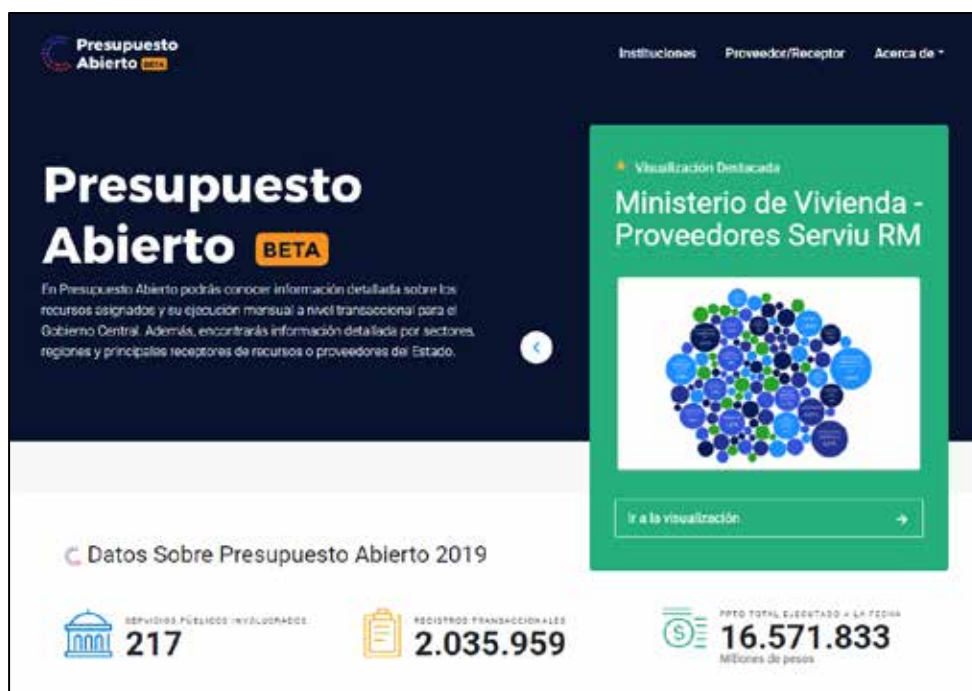 Presupuesto
Abierto BETA
Instituciones Proveedor/Receptor Acerca de
Presupuesto
Abierto BETA
En Presupuesto Abierto podrás conocer información detallada sobre los
recursos asignados y su ejecución mensual a nivel transaccional para el
Gobierno Central. Además, encontrarás información detallada por sectores,
regiones y principales receptores de recursos o proveedores del Estado.
Visualización Destacada
Ministerio de Vivienda -
Proveedores Serviu RM
Ir a la visualización
Datos Sobre Presupuesto Abierto 2019
SERVICIOS PÚBLICOS INVOLUCRADOS
217
REGISTROS TRANSACCIONALES
2.035.959
PPTO TOTAL EJECUTADO A LA FECHA
16.571.833
Millones de pesos